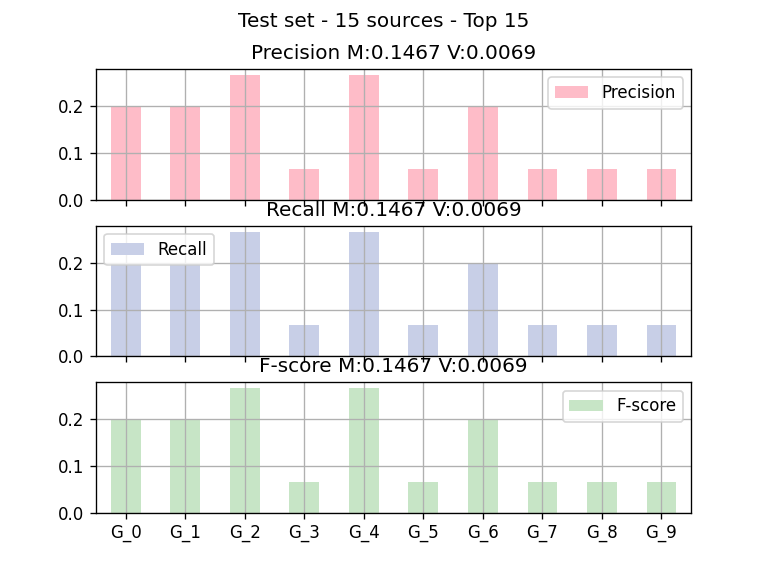 Test set - 15 sources - Top 15
Precision M:0.1467 V:0.0069
0.2
0.1
0.0
Precision
Recall M:0.1467 V:0.0069
0.2
0.1
0.0
Recall
F-score M:0.1467 V:0.0069
0.2
0.1
0.0
F-score
G_0 G_1 G_2 G_3 G_4 G_5 G_6 G_7 G_8 G_9